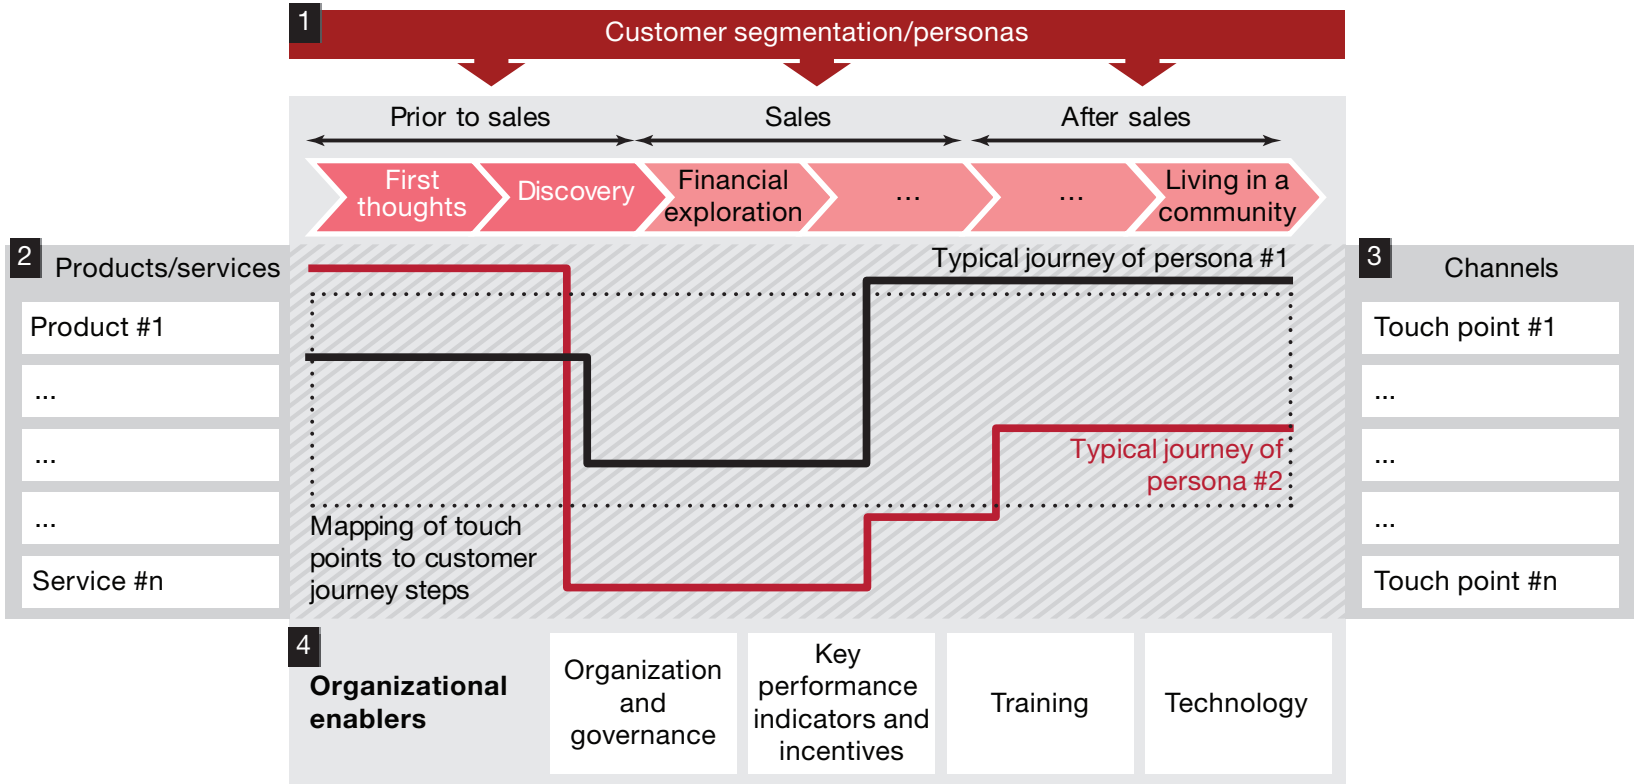 1
Customer segmentation/personas
Prior to sales
Sales
After sales
First
thoughts
Discovery
Financial
exploration
...
...
Living in a
community
2
Products/services
Product #1
...
...
...
Service #n
Typical journey of persona #1
Typical journey of
persona #2
Mapping of touch
points to customer
journey steps
3
Channels
Touch point #1
...
...
...
Touch point #n
4
Organizational
enablers
Organization
and
governance
Key
performance
indicators and
incentives
Training
Technology